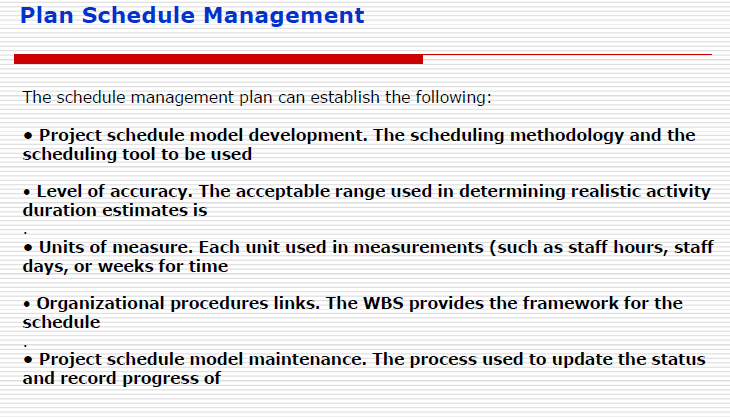 Plan Schedule Management
The schedule management plan can establish the following:
• Project schedule model development. The scheduling methodology and the
scheduling tool to be used
• Level of accuracy. The acceptable range used in determining realistic activity
duration estimates is
.
• Units of measure. Each unit used in measurements (such as staff hours, staff
days, or weeks for time
• Organizational procedures links. The WBS provides the framework for the
schedule
.
• Project schedule model maintenance. The process used to update the status
and record progress of